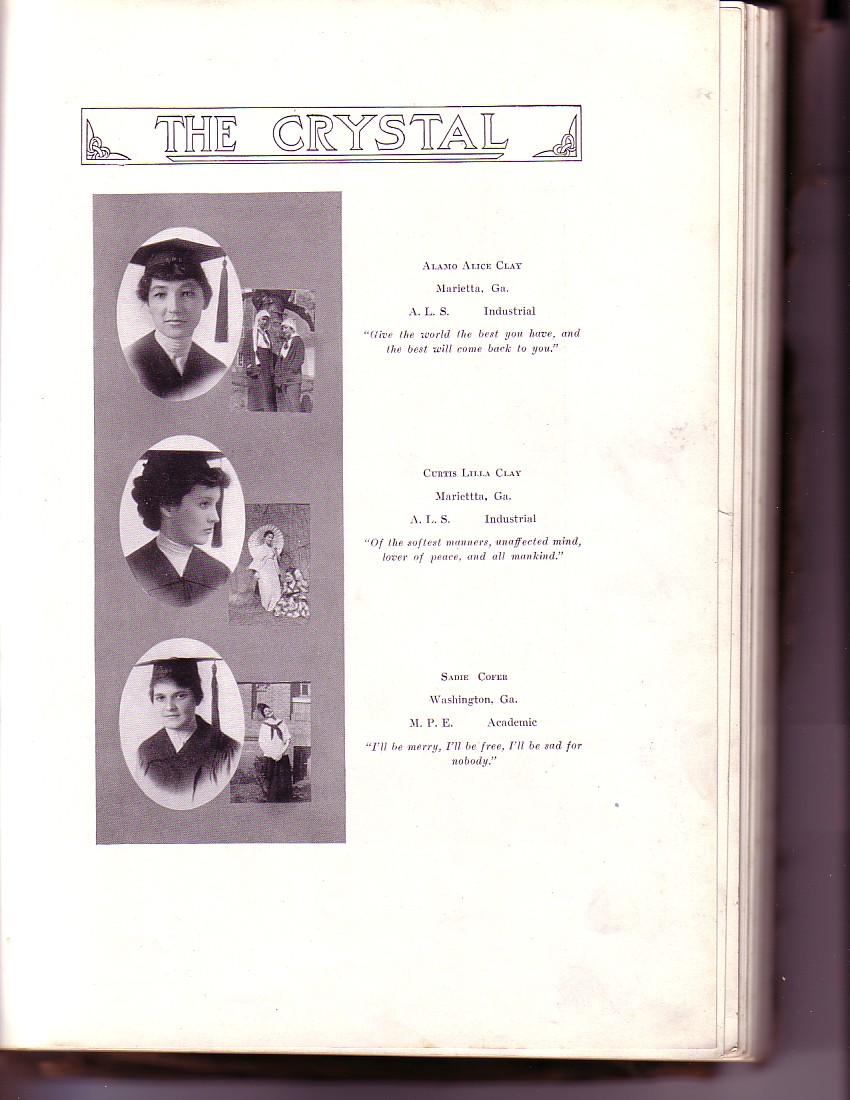 THE CRYSTAL
ALAMO ALICE CLAY
Marietta, Ga.
A. L. S. Industrial
"Give the world the best you have, and
the best will come back to you."
CURTIS LILLA CLAY
Mariettta, Ga.
A. L. S. Industrial
"Of the softest manners, unaffected mind,
lover of peace, and all mankind."
SADIE COFER
Washington, Ga.
M. P. E. Academic
"I'll be merry, I'll be free, I'll be sad for
nobody."